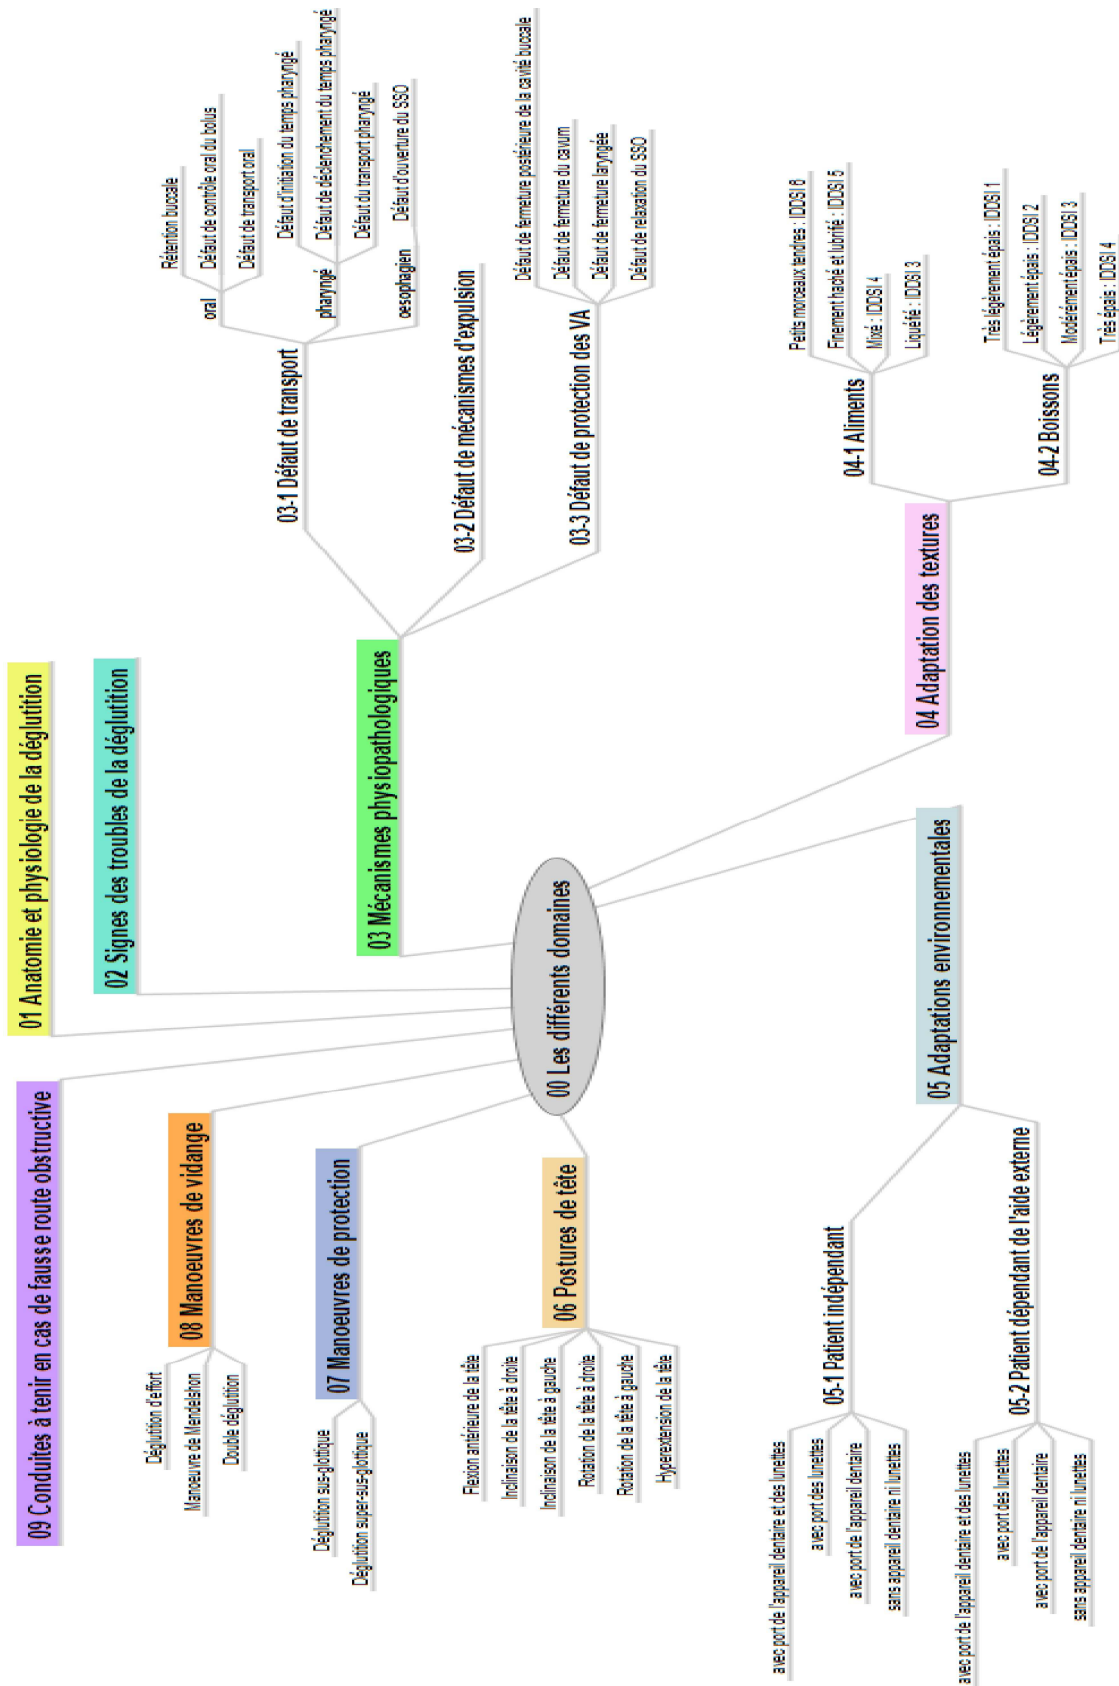 00 Les différents domaines
01 Anatomie et physiologie de la déglutition
02 Signes des troubles de la déglutition
03 Mécanismes physiopathologiques
03-1 Défaut de transport
oral
Rétention buccale
Défaut de contrôle oral du bolus
Défaut de transport oral
pharyngé
Défaut d'initiation du temps pharyngé
Défaut de déclenchement du temps pharyngé
Défaut du transport pharyngé
oesophagien
Défaut d'ouverture du SSO
03-2 Défaut de mécanismes d'expulsion
03-3 Défaut de protection des VA
Défaut de fermeture postérieure de la cavité buccale
Défaut de fermeture du cavum
Défaut de fermeture laryngée
Défaut de relaxation du SSO
04 Adaptation des textures
04-1 Aliments
Petits morceaux tendres : IDDSI 6
Finement haché et lubrifié : IDDSI 5
Mixé : IDDSI 4
Liquéfié : IDDSI 3
04-2 Boissons
Très légèrement épais : IDDSI 1
Légèrement épais : IDDSI 2
Modérément épais : IDDSI 3
Très épais : IDDSI 4
05 Adaptations environnementales
05-1 Patient indépendant
avec port de l'appareil dentaire et des lunettes
avec port des lunettes
avec port de l'appareil dentaire
sans appareil dentaire ni lunettes
05-2 Patient dépendant de l'aide externe
avec port de l'appareil dentaire et des lunettes
avec port des lunettes
avec port de l'appareil dentaire
sans appareil dentaire ni lunettes
06 Postures de tête
Flexion antérieure de la tête
Inclinaison de la tête à droite
Inclinaison de la tête à gauche
Rotation de la tête à droite
Rotation de la tête à gauche
Hyperextension de la tête
07 Manoeuvres de protection
Déglutition sus-glottique
Déglutition super-sus-glottique
08 Manoeuvres de vidange
Déglutition d'effort
Manoeuvre de Mendelshon
Double déglutition
09 Conduites à tenir en cas de fausse route obstructive